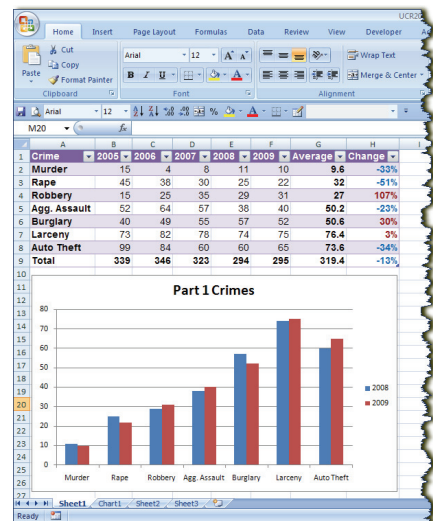 UCR20
Home Insert Page Layout Formulas Data Review View Developer
Cut
Copy
Format Painter
Paste
Arial 12 A A
Wrap Text
B I U A
Merge & Center
Clipboard Font Alignment
Arial 12 % A
M20 fx
A B C D E F G H
1 Crime 2005 2006 2007 2008 2009 Average Change
2 Murder 15 4 8 11 10 9.6 -33%
3 Rape 45 38 30 25 22 32 -51%
4 Robbery 15 25 35 29 31 27 107%
5 Agg. Assault 52 64 57 38 40 50.2 -23%
6 Burglary 40 49 55 57 52 50.6 30%
7 Larceny 73 82 78 74 75 76.4 3%
8 Auto Theft 99 84 60 60 65 73.6 -34%
9 Total 339 346 323 294 295 319.4 -13%
10
11
12
13
14
15
16
17
18
19
20
21
22
23
24
25
26
27
Part 1 Crimes
80
70
60
50
40
30
20
10
0
Murder Rape Robbery Agg. Assault Burglary Larceny Auto Theft
2008
2009
Sheet1 Chart1 Sheet2 Sheet3
Ready